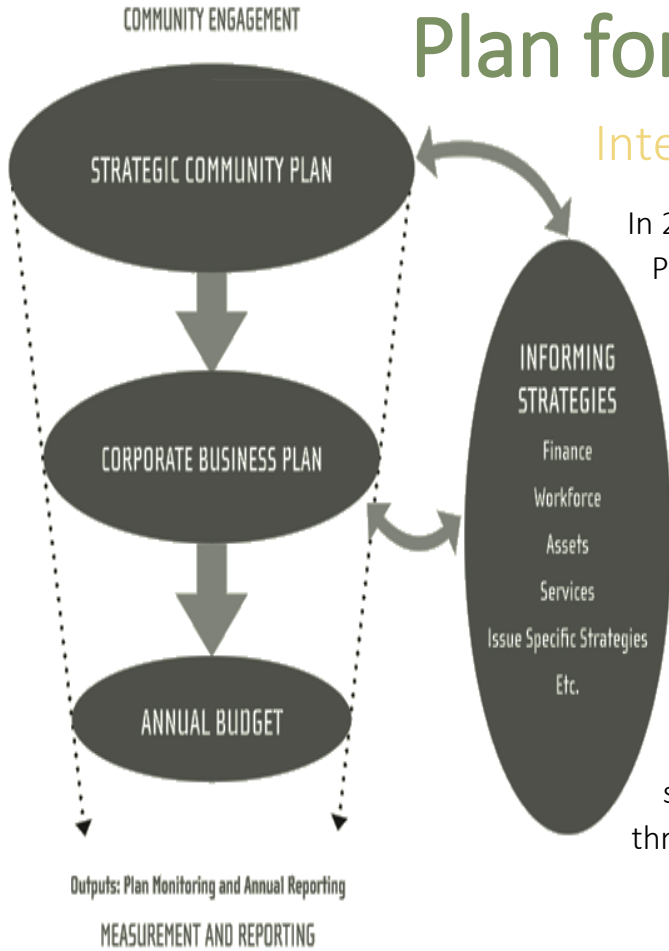 COMMUNITY ENGAGEMENT
Plan for
Inte
STRATEGIC COMMUNITY PLAN
In 2
P
INFORMING
STRATEGIES
Finance
Workforce
Assets
Services
Issue Specific Strategies
Etc.
CORPORATE BUSINESS PLAN
ANNUAL BUDGET
s
thr
Outputs: Plan Monitoring and Annual Reporting
MEASUREMENT AND REPORTING